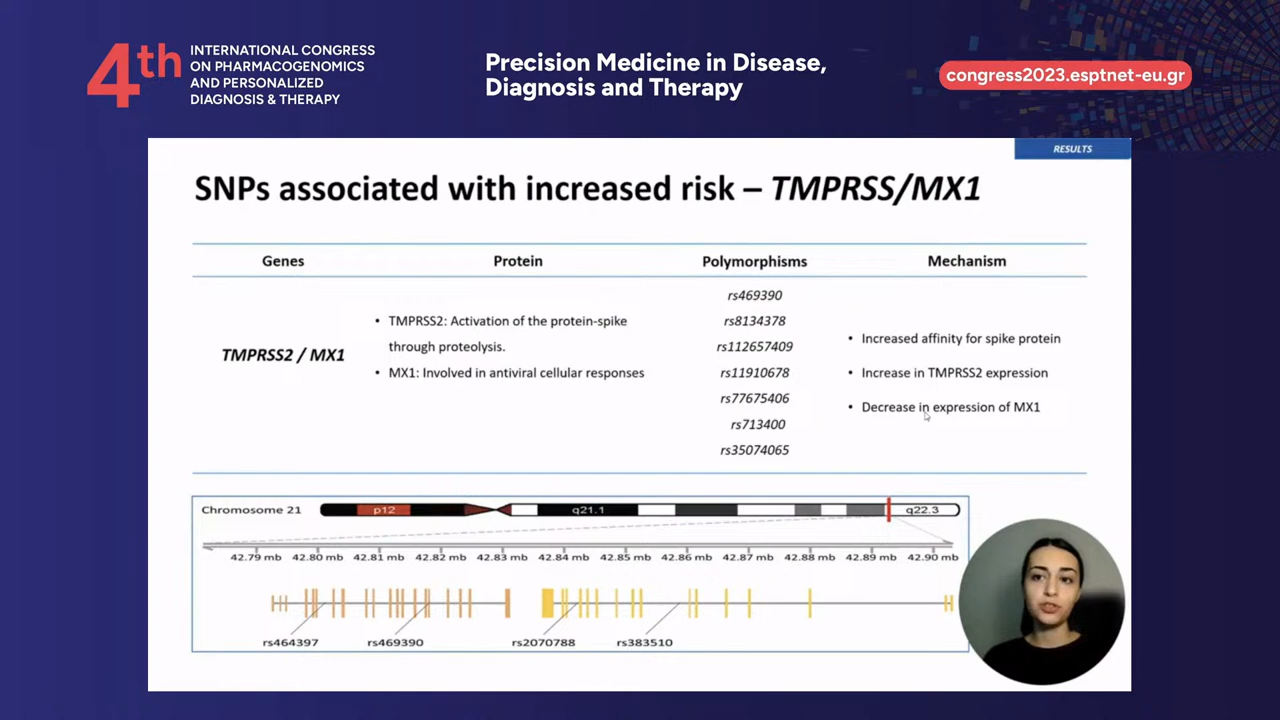 4th
INTERNATIONAL CONGRESS
ON PHARMACOGENOMICS
AND PERSONALIZED
DIAGNOSIS & THERAPY
Precision Medicine in Disease,
Diagnosis and Therapy
congress2023.esptnet-eu.gr
RESULTS
SNPs associated with increased risk – TMPRSS/MX1
Genes Protein Polymorphisms Mechanism
TMPRSS2 / MX1
• TMPRSS2: Activation of the protein-spike
through proteolysis.
• MX1: Involved in antiviral cellular responses
rs469390
rs8134378
rs112657409
rs11910678
rs77675406
rs713400
rs35074065
• Increased affinity for spike protein
• Increase in TMPRSS2 expression
• Decrease in expression of MX1
Chromosome 21 p12 q21.1 q22.3
42.79 mb 42.80 mb 42.81 mb 42.82 mb 42.83 mb 42.84 mb 42.85 mb 42.86 mb 42.87 mb 42.88 mb 42.89 mb 42.90 mb
rs464397 rs469390 rs2070788 rs383510